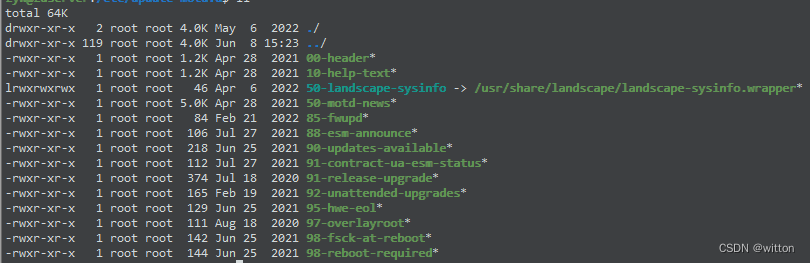 total 64K
drwxr-xr-x 2 root root 4.0K May 6 2022 ./
drwxr-xr-x 119 root root 4.0K Jun 8 15:23 ../
-rwxr-xr-x 1 root root 1.2K Apr 28 2021 00-header*
-rwxr-xr-x 1 root root 1.2K Apr 28 2021 10-help-text*
lrwxrwxrwx 1 root root 46 Apr 6 2022 50-landscape-sysinfo -> /usr/share/landscape/landscape-sysinfo.wrapper*
-rwxr-xr-x 1 root root 5.0K Apr 28 2021 50-motd-news*
-rwxr-xr-x 1 root root 84 Feb 21 2022 85-fwupd*
-rwxr-xr-x 1 root root 106 Jul 27 2021 88-esm-announce*
-rwxr-xr-x 1 root root 218 Jun 25 2021 90-updates-available*
-rwxr-xr-x 1 root root 112 Jul 27 2021 91-contract-ua-esm-status*
-rwxr-xr-x 1 root root 374 Jul 18 2020 91-release-upgrade*
-rwxr-xr-x 1 root root 165 Feb 19 2021 92-unattended-upgrades*
-rwxr-xr-x 1 root root 129 Jun 25 2021 95-hwe-eol*
-rwxr-xr-x 1 root root 111 Aug 18 2020 97-overlayroot*
-rwxr-xr-x 1 root root 142 Jun 25 2021 98-fsck-at-reboot*
-rwxr-xr-x 1 root root 144 Jun 25 2021 98-reboot-required*
CSDN @witton